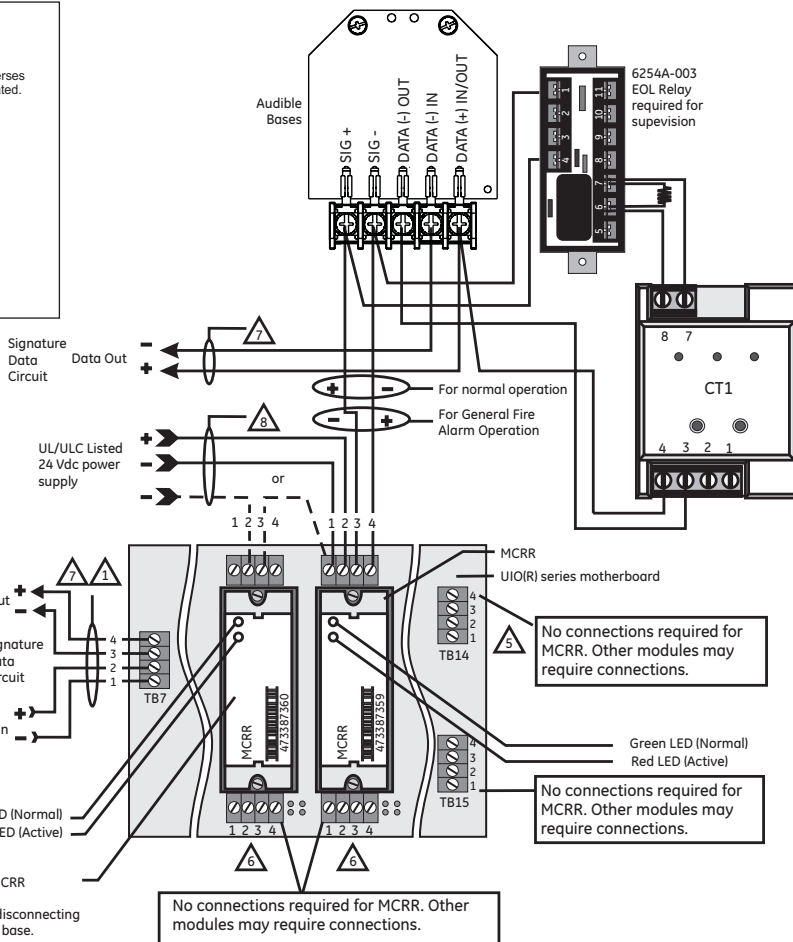 erses
ted.
Audible
Bases
SIG +
SIG -
DATA (-) OUT
DATA (-) IN
DATA (+) IN/OUT
1
2
3
4
11
10
9
8
7
6
5
6254A-003
EOL Relay
required for
supevision
8 7
CT1
4 3 2 1
Signature
Data
Circuit
Data Out
-
+
7
+ -
For normal operation
- +
For General Fire
Alarm Operation
8
UL/ULC Listed
24 Vdc power
supply
+
-
-
or
1 2 3 4
1 2 3 4
MCRR
UIO(R) series motherboard
7
1
ut
+
-
gnature
ata
rcuit
n
+
-
4
3
2
1
TB7
4
3
2
1
TB14
5
No connections required for
MCRR. Other modules may
require connections.
MCRR
473387360
MCRR
473387359
Green LED (Normal)
Red LED (Active)
4
3
2
1
TB15
No connections required for
MCRR. Other modules may
require connections.
D (Normal)
ED (Active)
1 2 3 4
1 2 3 4
6
6
CRR
disconnecting
base.
No connections required for MCRR. Other
modules may require connections.